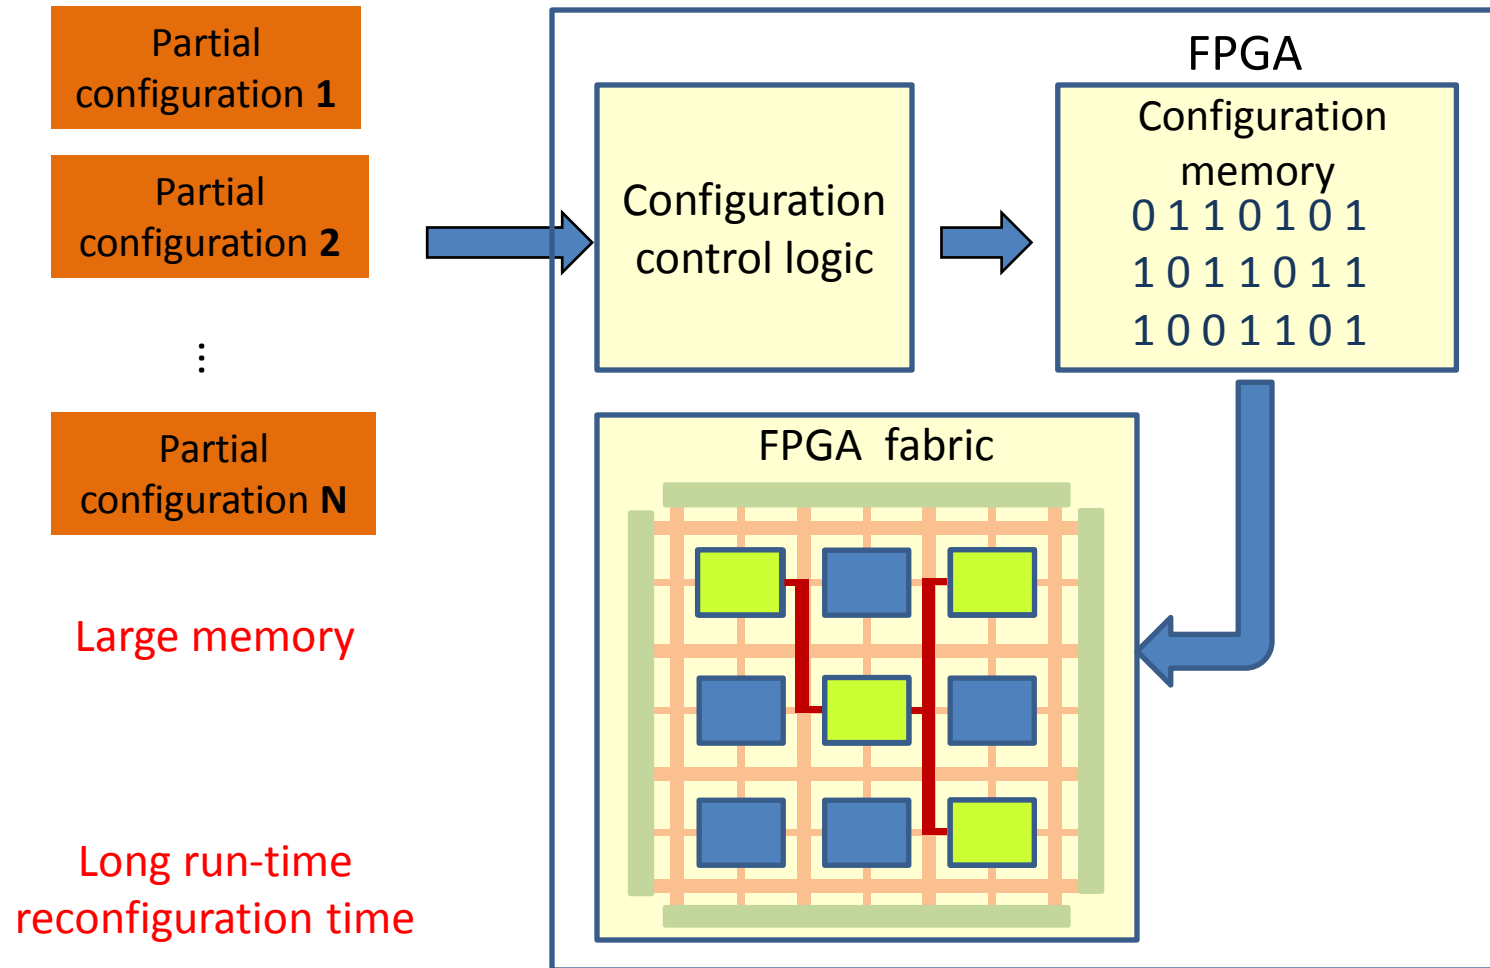 Partial
configuration 1
Partial
configuration 2
...
Partial
configuration N
Large memory
Long run-time
reconfiguration time
FPGA
Configuration
control logic
Configuration
memory
0 1 1 0 1 0 1
1 0 1 1 0 1 1
1 0 0 1 1 0 1
FPGA fabric